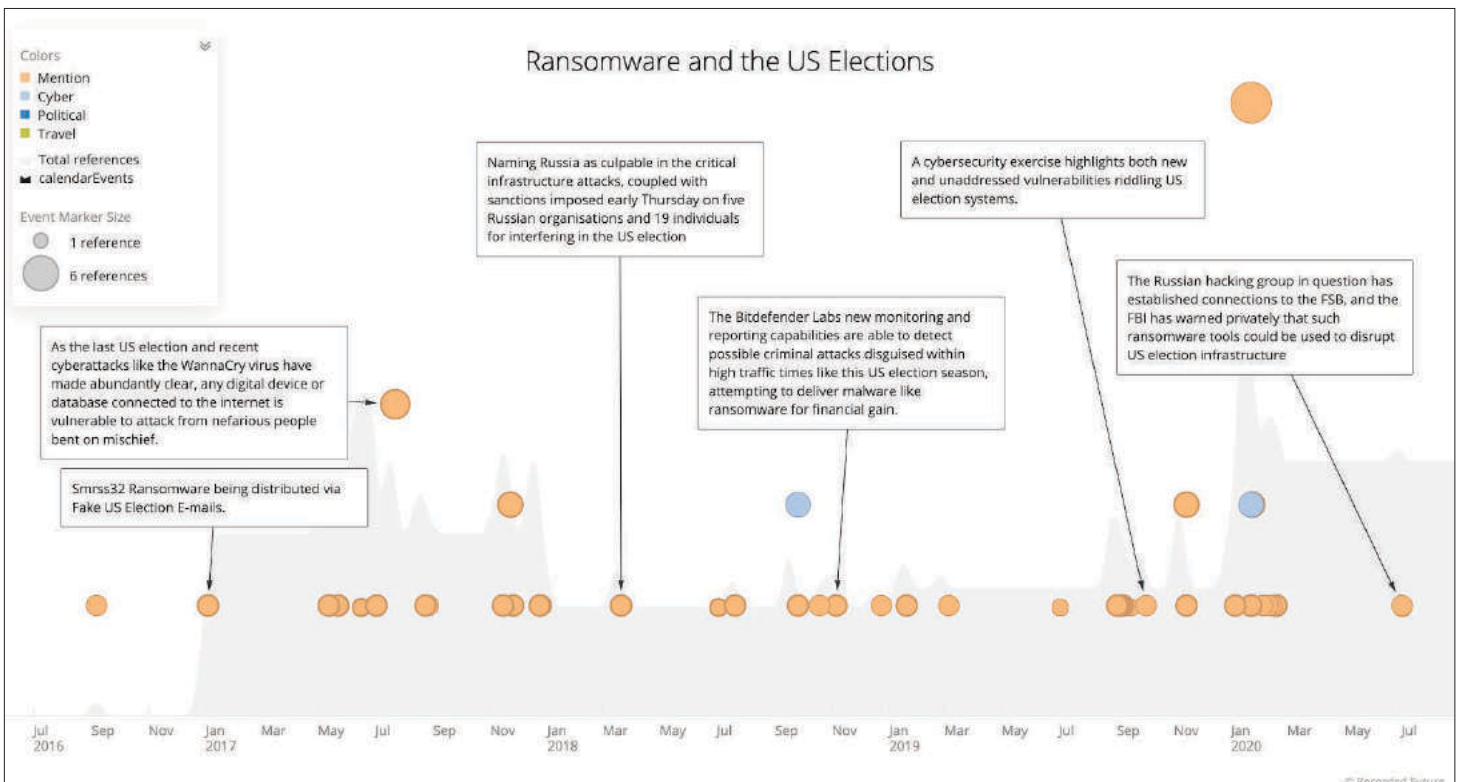 Ransomware and the US Elections
Colors
Mention
Cyber
Political
Travel
Total references
calendarEvents
Event Marker Size
1 reference
6 references
As the last US election and recent
cyberattacks like the WannaCry virus have
made abundantly clear, any digital device or
database connected to the internet is
vulnerable to attack from nefarious people
bent on mischief.
Smrss32 Ransomware being distributed via
Fake US Election E-mails.
Naming Russia as culpable in the critical
infrastructure attacks, coupled with
sanctions imposed early Thursday on five
Russian organisations and 19 individuals
for interfering in the US election
The Bitdefender Labs new monitoring and
reporting capabilities are able to detect
possible criminal attacks disguised within
high traffic times like this US election season,
attempting to deliver malware like
ransomware for financial gain.
A cybersecurity exercise highlights both new
and unaddressed vulnerabilities riddling US
election systems.
The Russian hacking group in question has
established connections to the FSB, and the
FBI has warned privately that such
ransomware tools could be used to disrupt
US election infrastructure
Jul Sep Nov Jan Mar May Jul Sep Nov Jan Mar May Jul Sep Nov Jan Mar May Jul Sep Nov Jan Mar May Jul
2016 2017 2018 2019 2020
© Recorded Future